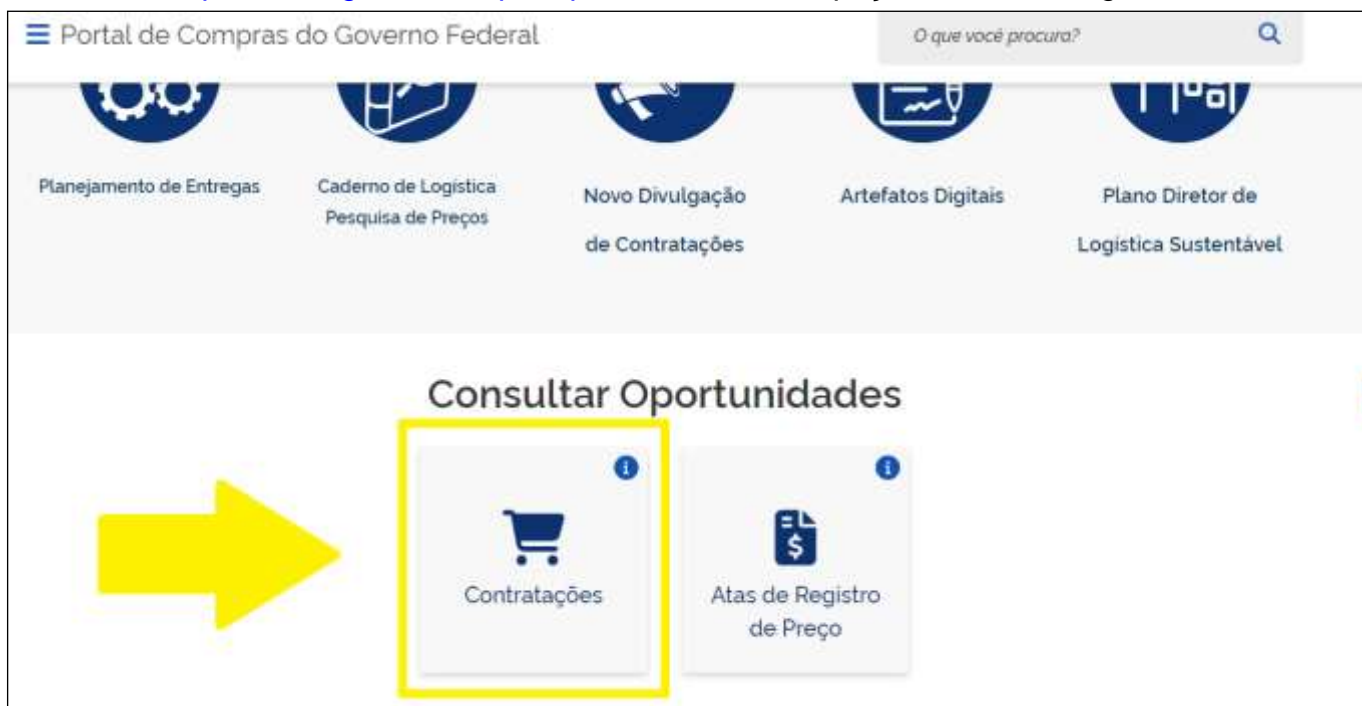 Portal de Compras do Governo Federal
O que você procura?
Planejamento de Entregas
Caderno de Logística
Pesquisa de Preços
Novo Divulgação
de Contratações
Artefatos Digitais
Plano Diretor de
Logística Sustentável
Consultar Oportunidades
Contratações
Atas de Registro
de Preço